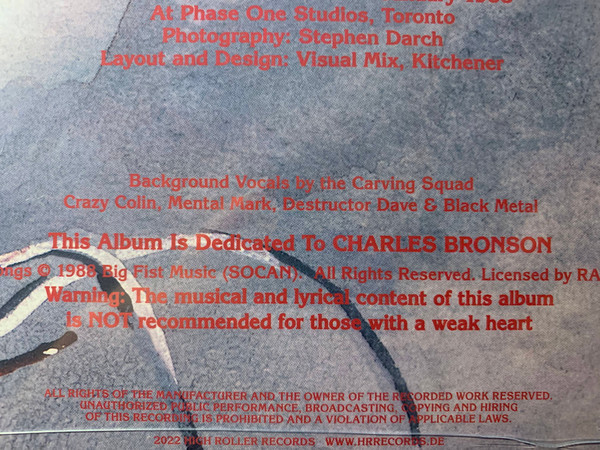 At Phase One Studios, Toronto
Photography: Stephen Darch
Layout and Design: Visual Mix, Kitchener
Background Vocals by the Carving Squad
Crazy Colin, Mental Mark, Destructor Dave & Black Metal
This Album Is Dedicated To CHARLES BRONSON
ngs © 1988 Big Fist Music (SOCAN). All Rights Reserved. Licensed by RA
Warning: The musical and lyrical content of this album
is NOT recommended for those with a weak heart
ALL RIGHTS OF THE MANUFACTURER AND THE OWNER OF THE RECORDED WORK RESERVED,
UNAUTHORIZED PUBLIC PERFORMANCE, BROADCASTING, COPYING AND HIRING
OF THIS RECORDING IS PROHIBITED AND A VIOLATION OF APPLICABLE LAWS.
2022 HIGH ROLLER RECORDS WWW.HRRECORDS.DE